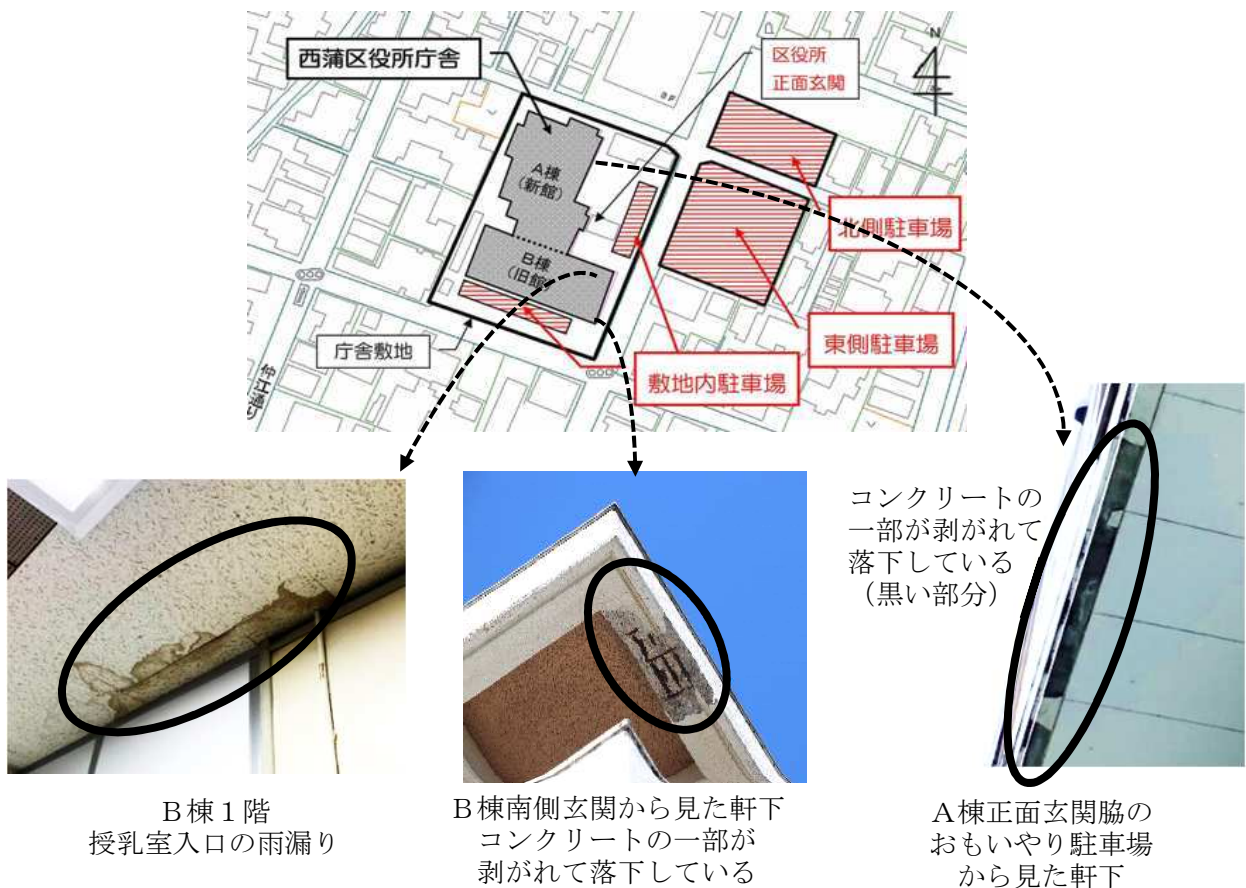 西蒲区役所庁舎
区役所
正面玄関
N
A棟
(新館)
B棟
(旧館)
北側駐車場
東側駐車場
敷地内駐車場
庁舎敷地
仲江通り
コンクリートの
一部が剥がれて
落下している
（黒い部分）
Ｂ棟１階
授乳室入口の雨漏り
Ｂ棟南側玄関から見た軒下
コンクリートの一部が
剥がれて落下している
Ａ棟正面玄関脇の
おもいやり駐車場
から見た軒下